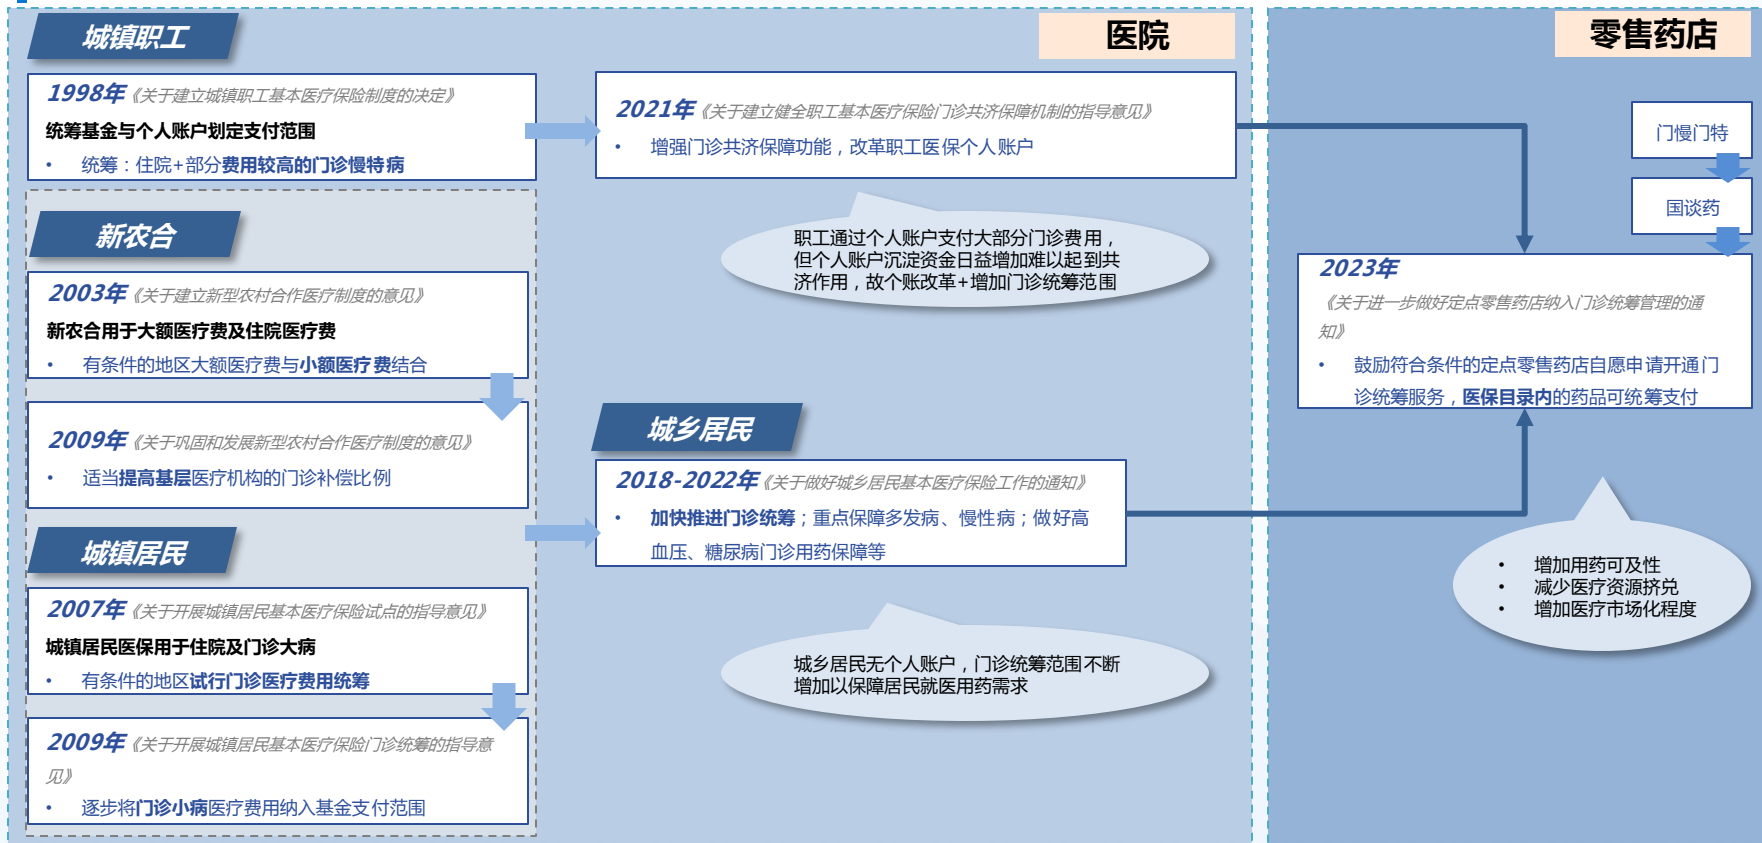 城镇职工
医院
零售药店
1998年《关于建立城镇职工基本医疗保险制度的决定》
统筹基金与个人账户划定支付范围
• 统筹：住院+部分费用较高的门诊慢特病
2021年《关于建立健全职工基本医疗保险门诊共济保障机制的指导意见》
• 增强门诊共济保障功能，改革职工医保个人账户
职工通过个人账户支付大部分门诊费用，
但个人账户沉淀资金日益增加难以起到共
济作用，故个账改革+增加门诊统筹范围
门慢门特
国谈药
2023年
《关于进一步做好定点零售药店纳入门诊统筹管理的通
知》
• 鼓励符合条件的定点零售药店自愿申请开通门
诊统筹服务，医保目录内的药品可统筹支付
新农合
2003年《关于建立新型农村合作医疗制度的意见》
新农合用于大额医疗费及住院医疗费
• 有条件的地区大额医疗费与小额医疗费结合
2009年《关于巩固和发展新型农村合作医疗制度的意见》
• 适当提高基层医疗机构的门诊补偿比例
城镇居民
2007年《关于开展城镇居民基本医疗保险试点的指导意见》
城镇居民医保用于住院及门诊大病
• 有条件的地区试行门诊医疗费用统筹
2009年《关于开展城镇居民基本医疗保险门诊统筹的指导意
见》
• 逐步将门诊小病医疗费用纳入基金支付范围
城乡居民
2018-2022年《关于做好城乡居民基本医疗保险工作的通知》
• 加快推进门诊统筹；重点保障多发病、慢性病；做好高
血压、糖尿病门诊用药保障等
城乡居民无个人账户，门诊统筹范围不断
增加以保障居民就医用药需求
• 增加用药可及性
• 减少医疗资源挤兑
• 增加医疗市场化程度